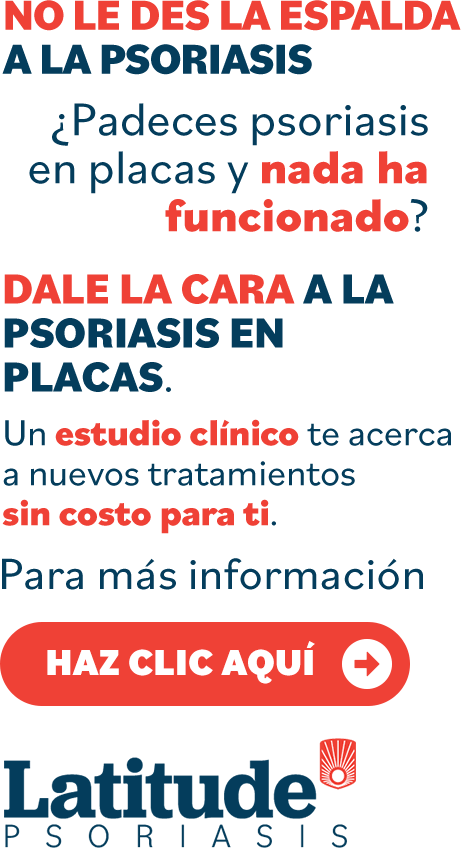 NO LE DES LA ESPALDA
A LA PSORIASIS
¿Padeces psoriasis
en placas y nada ha
funcionado?
DALE LA CARA A LA
PSORIASIS EN
PLACAS.
Un estudio clínico te acerca
a nuevos tratamientos
sin costo para ti.
Para más información
HAZ CLIC AQUÍ
Latitude
PSORIASIS